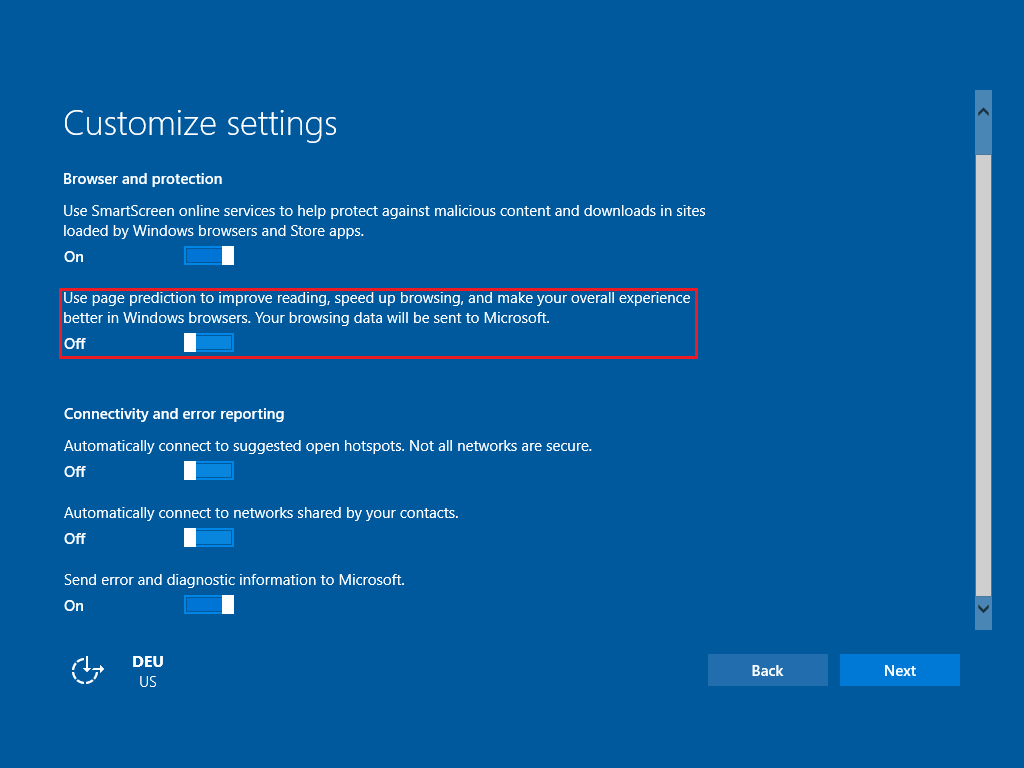 Customize settings
Browser and protection
Use SmartScreen online services to help protect against malicious content and downloads in sites
loaded by Windows browsers and Store apps.
On
Use page prediction to improve reading, speed up browsing, and make your overall experience
better in Windows browsers. Your browsing data will be sent to Microsoft.
Off
Connectivity and error reporting
Automatically connect to suggested open hotspots. Not all networks are secure.
Off
Automatically connect to networks shared by your contacts.
Off
Send error and diagnostic information to Microsoft.
On
DEU
US
Back
Next